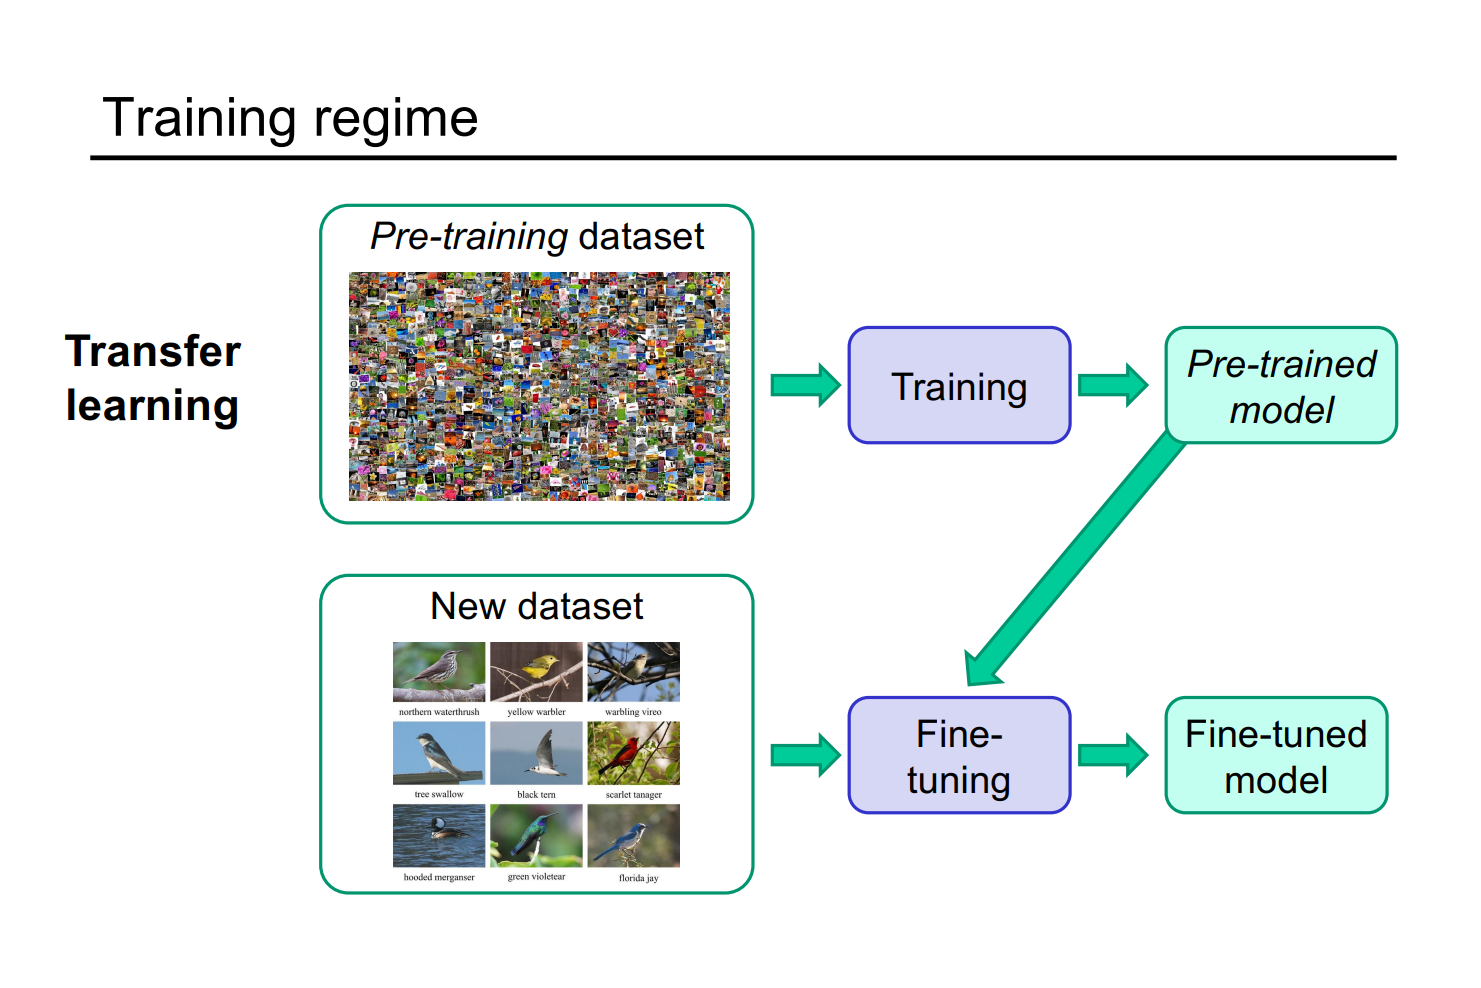 Training regime
Transfer
learning
Pre-training dataset
Training
Pre-trained
model
New dataset
northern waterthrush
yellow warbler
warbling vireo
tree swallow
black tern
scarlet tanager
hooded merganser
green violetear
florida jay
Fine-
tuning
Fine-tuned
model